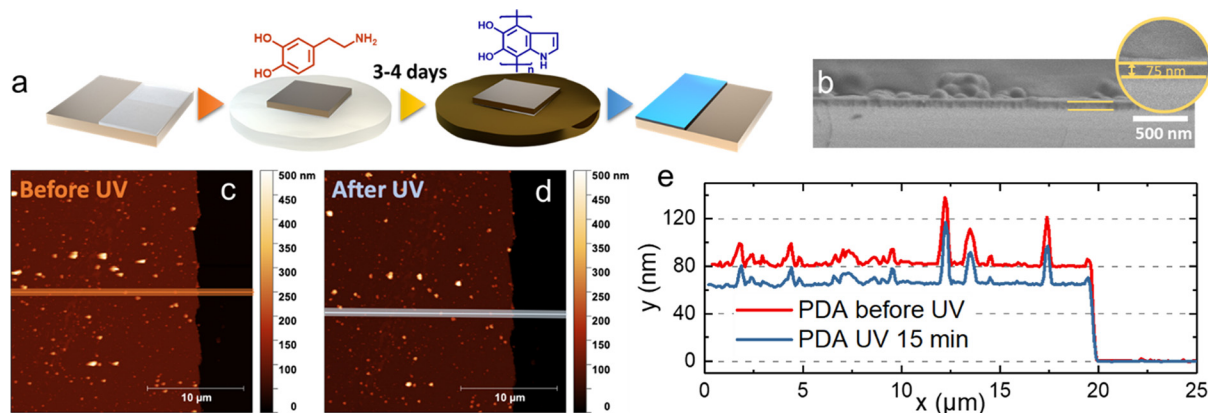 a
HO
HO
NH₂
3-4 days
HO
HO
N
H
n
b
75 nm
500 nm
Before UV
c
10 µm
500 nm
450
400
350
300
250
200
150
100
50
0
After UV
d
10 µm
500 nm
450
400
350
300
250
200
150
100
50
0
e
y (nm)
120
80
40
0
PDA before UV
PDA UV 15 min
0
5
10
15
20
25
x (µm)